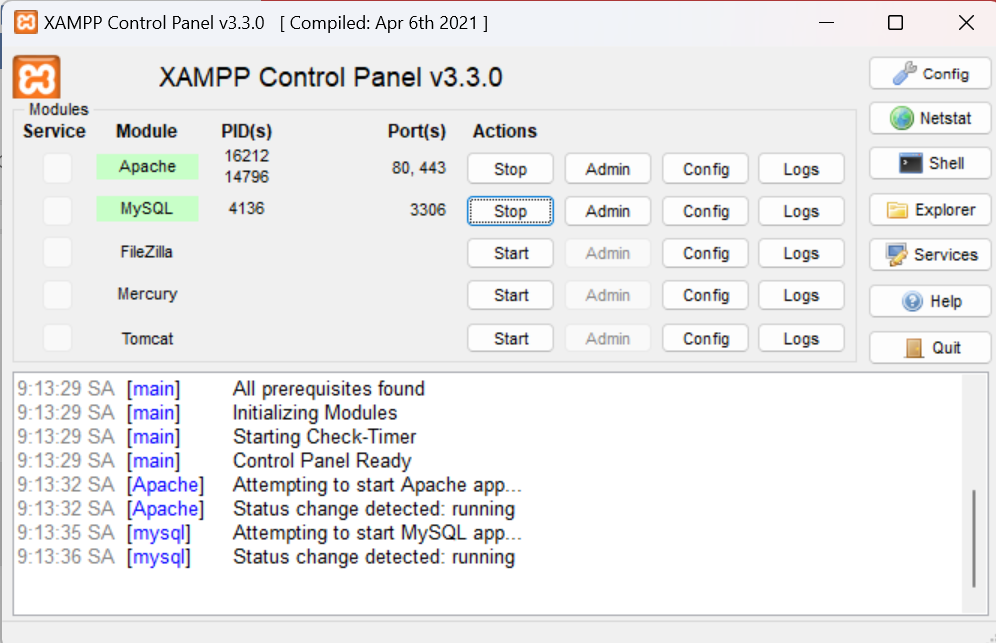 XAMPP Control Panel v3.3.0 [ Compiled: Apr 6th 2021 ]
XAMPP Control Panel v3.3.0
Config
Modules
Service Module PID(s) Port(s) Actions
Netstat
Apache 16212 14796 80, 443 Stop Admin Config Logs
Shell
MySQL 4136 3306 Stop Admin Config Logs
Explorer
FileZilla Start Admin Config Logs
Services
Mercury Start Admin Config Logs
Help
Tomcat Start Admin Config Logs
Quit
9:13:29 SA [main] All prerequisites found
9:13:29 SA [main] Initializing Modules
9:13:29 SA [main] Starting Check-Timer
9:13:29 SA [main] Control Panel Ready
9:13:32 SA [Apache] Attempting to start Apache app...
9:13:32 SA [Apache] Status change detected: running
9:13:35 SA [mysql] Attempting to start MySQL app...
9:13:36 SA [mysql] Status change detected: running